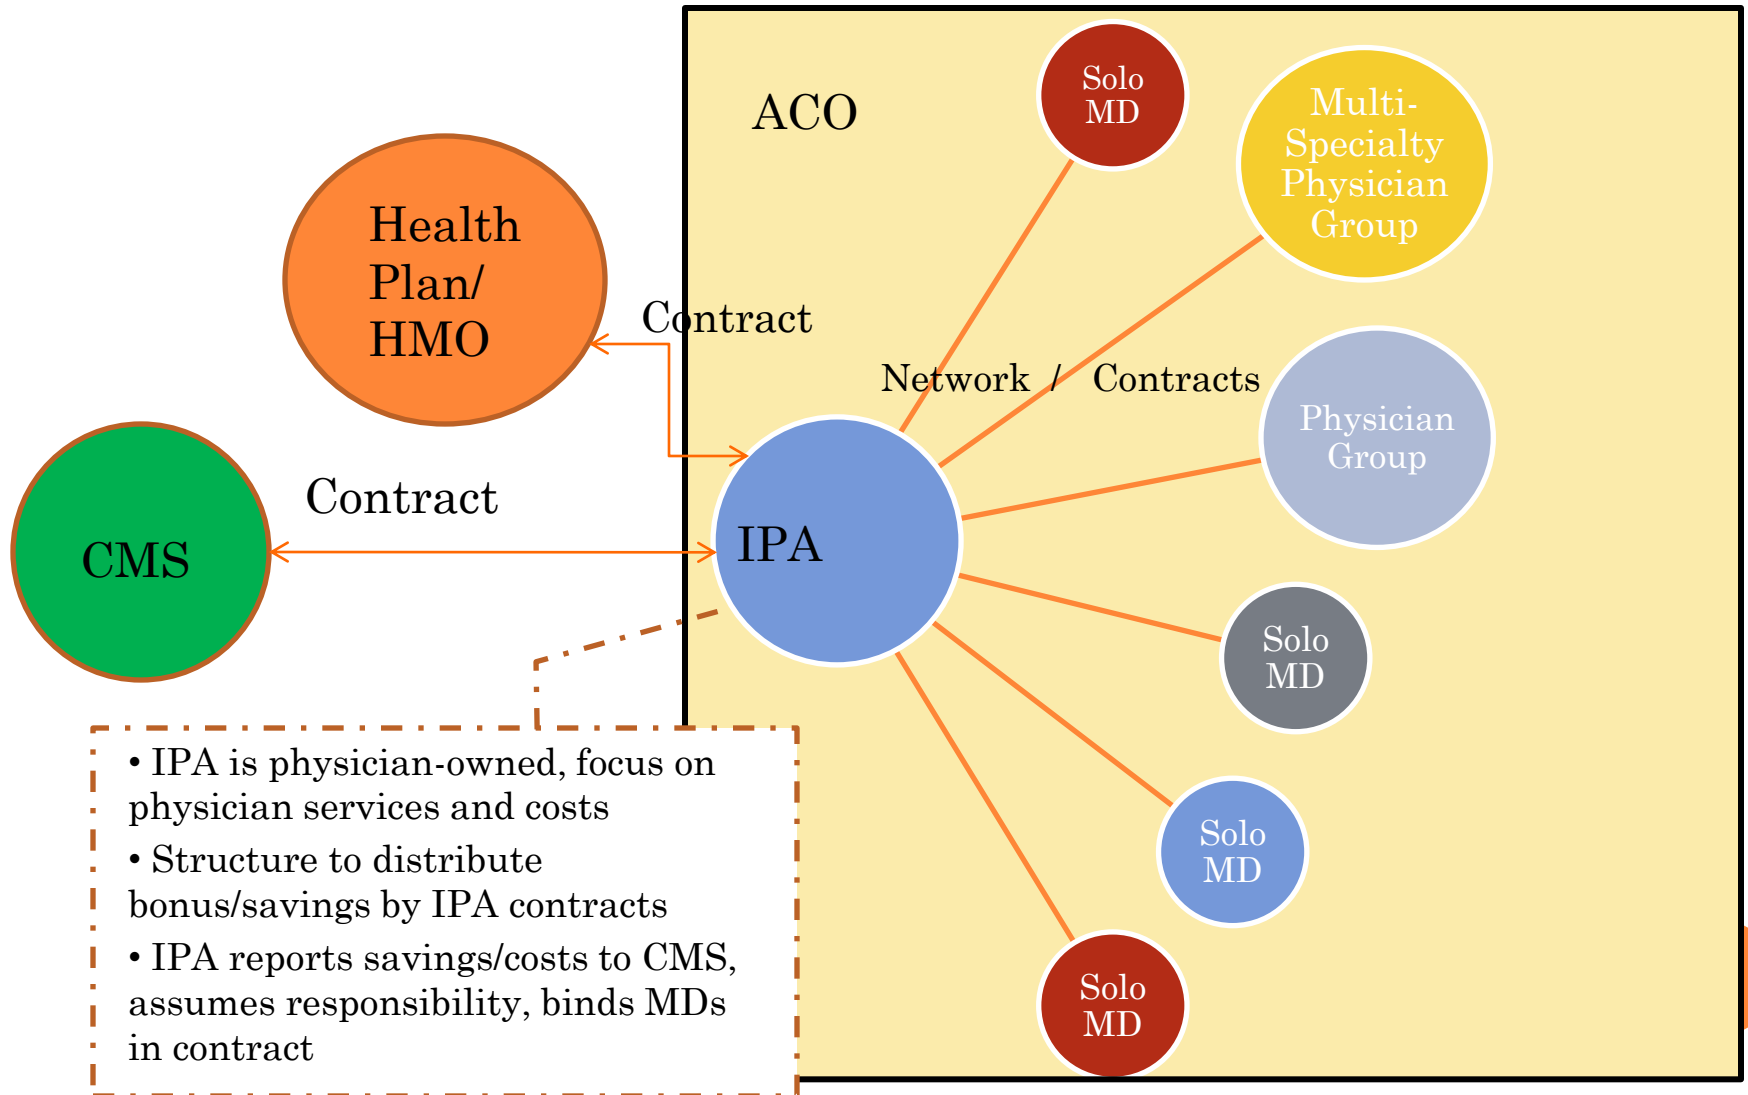 ACO
Solo
MD
Multi-
Specialty
Physician
Group
Health
Plan/
HMO
Contract
Network / Contracts
Physician
Group
Contract
CMS
IPA
Solo
MD
Solo
MD
Solo
MD
• IPA is physician-owned, focus on
physician services and costs
• Structure to distribute
bonus/savings by IPA contracts
• IPA reports savings/costs to CMS,
assumes responsibility, binds MDs
in contract